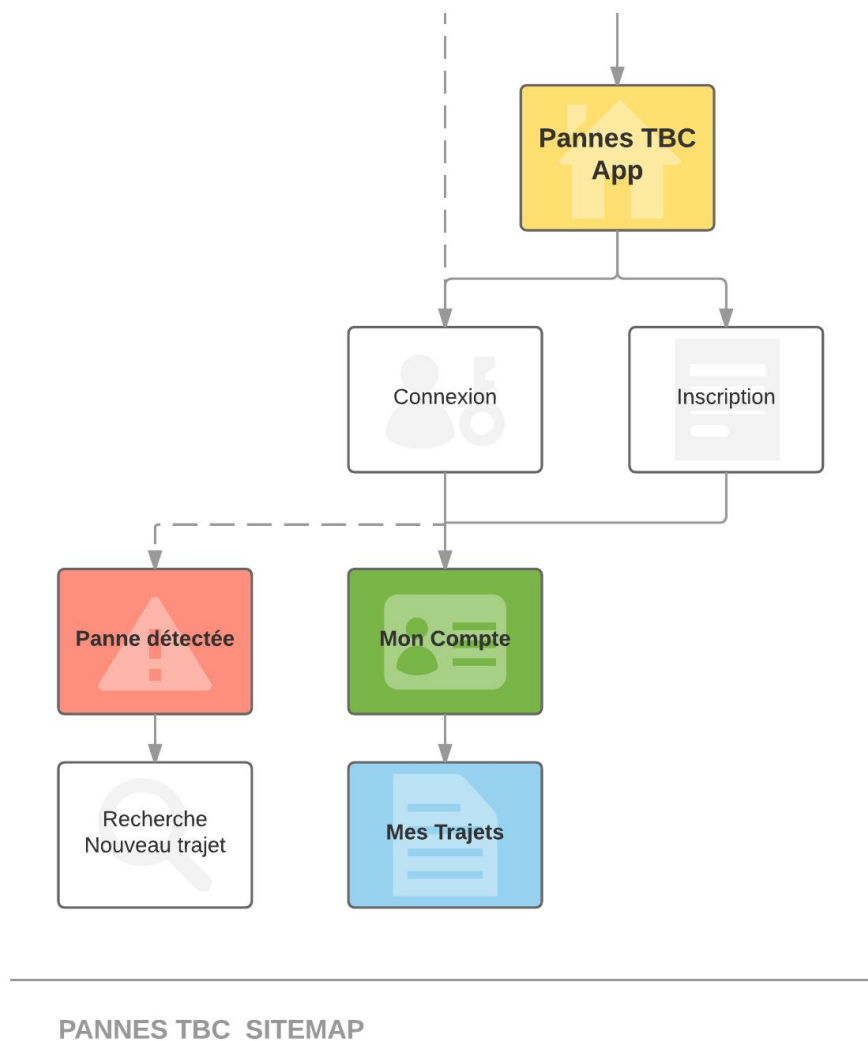 Pannes TBC
App
Connexion
Inscription
Panne détectée
Mon Compte
Recherche
Nouveau trajet
Mes Trajets
PANNES TBC SITEMAP